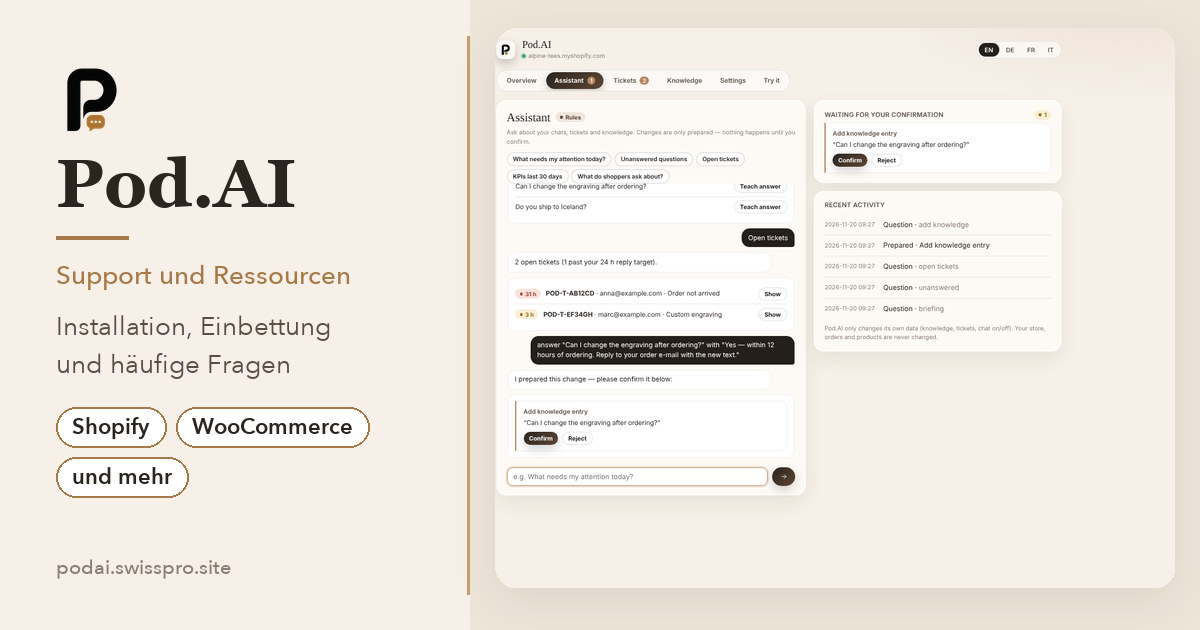 Pod.AI
Support und Ressourcen
Installation, Einbettung
und häufige Fragen
Shopify
WooCommerce
und mehr
podai.swisspro.site
Pod.AI
alpine-tees.myshopify.com
EN DE FR IT
Overview Assistant 1 Tickets 2 Knowledge Settings Try it
Assistant Rules
Ask about your chats, tickets and knowledge. Changes are only prepared — nothing happens until you
confirm.
What needs my attention today? Unanswered questions Open tickets
KPIs last 30 days What do shoppers ask about?
Can I change the engraving after ordering? Teach answer
Do you ship to Iceland? Teach answer
Open tickets
2 open tickets (1 past your 24 h reply target).
31 h POD-T-AB12CD · anna@example.com · Order not arrived Show
3 h POD-T-EF34GH · marc@example.com · Custom engraving Show
answer "Can I change the engraving after ordering?" with "Yes — within 12
hours of ordering. Reply to your order e-mail with the new text."
I prepared this change — please confirm it below:
Add knowledge entry
"Can I change the engraving after ordering?"
Confirm Reject
e.g. What needs my attention today?
WAITING FOR YOUR CONFIRMATION 1
Add knowledge entry
"Can I change the engraving after ordering?"
Confirm Reject
RECENT ACTIVITY
2026-11-20 09:27 Question · add knowledge
2026-11-20 09:27 Prepared · Add knowledge entry
2026-11-20 09:27 Question · open tickets
2026-11-20 09:27 Question · unanswered
2026-11-20 09:27 Question · briefing
Pod.AI only changes its own data (knowledge, tickets, chat on/off). Your store,
orders and products are never changed.